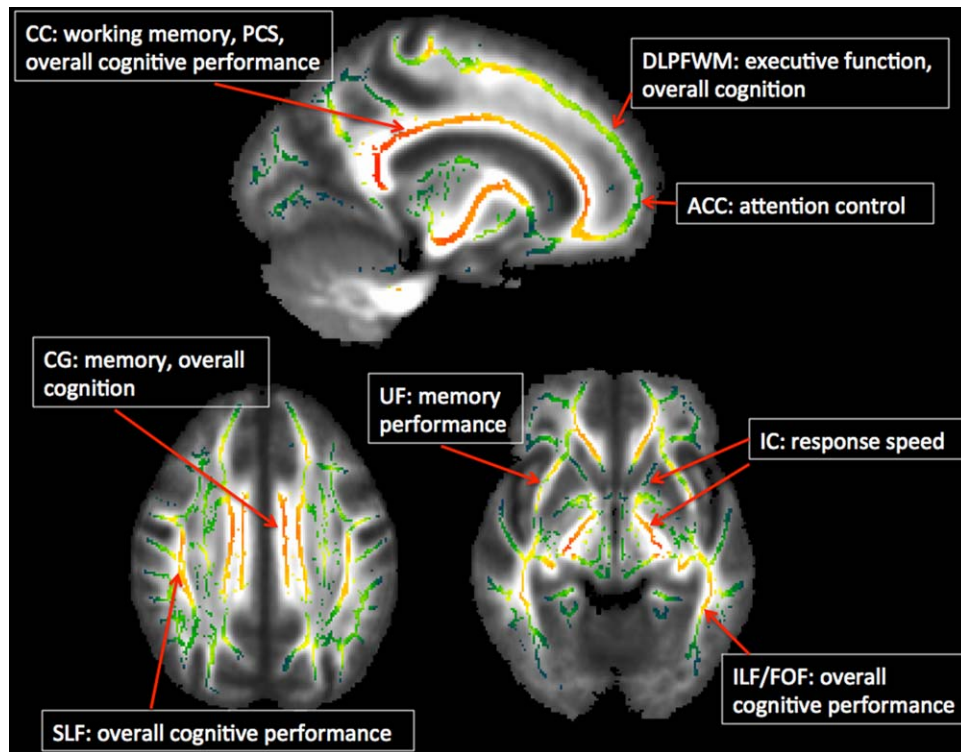 CC: working memory, PCS,
overall cognitive performance
DLPFWM: executive function,
overall cognition
ACC: attention control
CG: memory, overall
cognition
UF: memory
performance
IC: response speed
ILF/FOF: overall
cognitive performance
SLF: overall cognitive performance